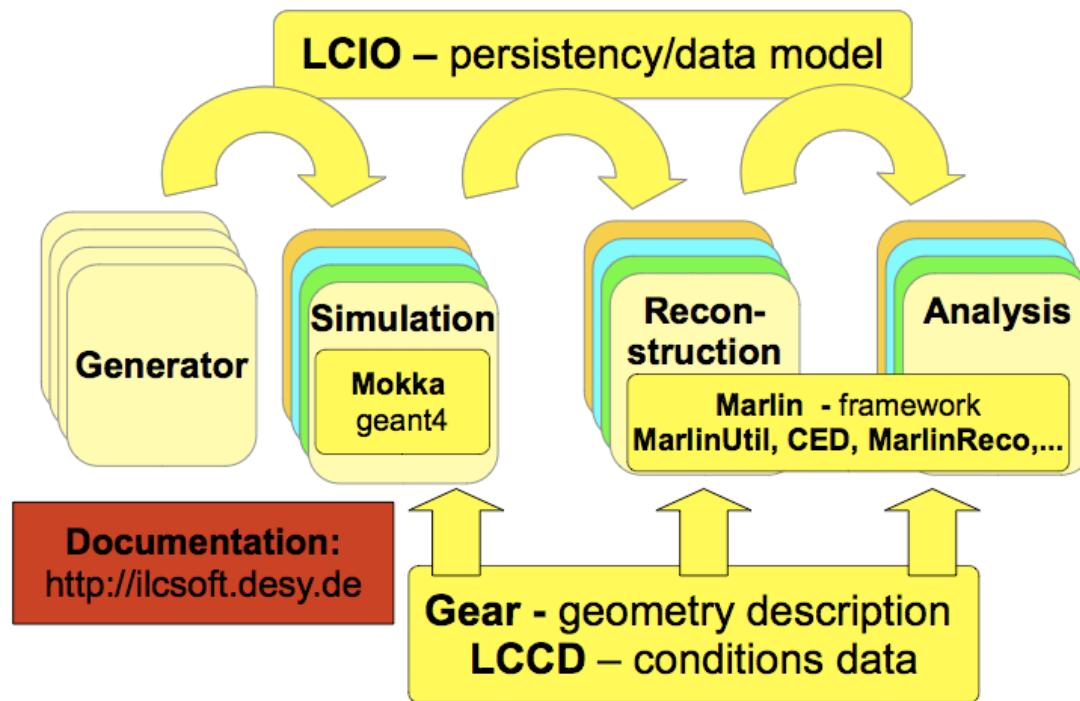 LCIO – persistency/data model
Generator
Simulation
Mokka
geant4
Recon-
struction
Analysis
Marlin - framework
MarlinUtil, CED, MarlinReco,...
Documentation:
http://ilcsoft.desy.de
Gear - geometry description
LCCD – conditions data